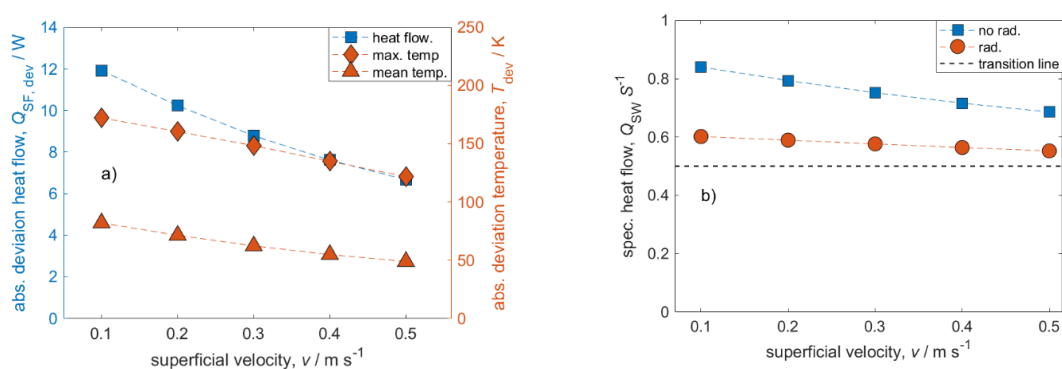 abs. deviaion heat flow, Q_SF, dev / W
14
12
10
8
6
4
2
0
a)
heat flow.
max. temp
mean temp.
250
200
150
100
50
0
abs. deviation temperature, T_dev / K
0.1 0.2 0.3 0.4 0.5
superficial velocity, v / m s⁻¹
spec. heat flow, Q_SW S⁻¹
1
0.8
0.6
0.4
0.2
0
b)
no rad.
rad.
transition line
0.1 0.2 0.3 0.4 0.5
superficial velocity, v / m s⁻¹